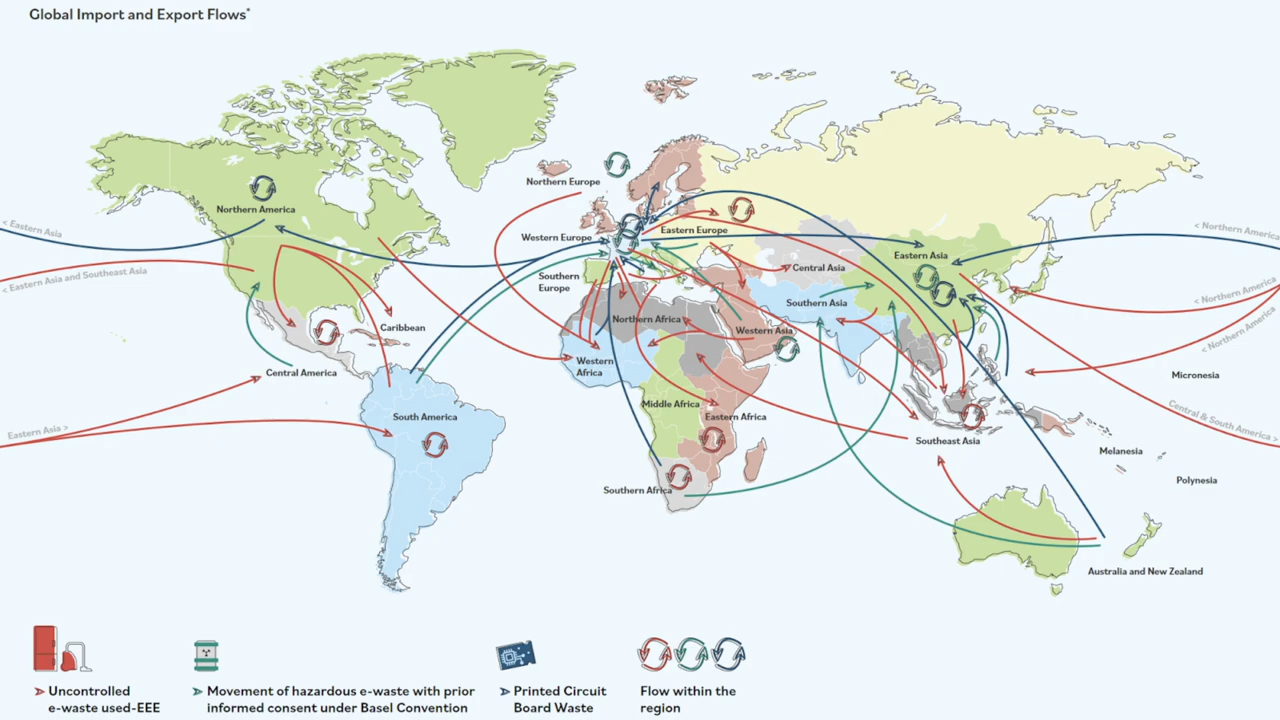 Global Import and Export Flows*
Northern Europe
Northern America
< Eastern Asia
< Northern America
Western Europe
Eastern Europe
Eastern Asia
Central Asia
< Eastern Asia and Southeast Asia
Southern
Europe
Southern Asia
< Northern America
Northern Africa
Caribbean
Western Asia
< Northern America
Western
Africa
Central America
Micronesia
Middle Africa
South America
Eastern Africa
Central & South America >
Eastern Asia >
Southeast Asia
Melanesia
Polynesia
Southern Africa
Australia and New Zealand
Uncontrolled
e-waste used-EEE
Movement of hazardous e-waste with prior
informed consent under Basel Convention
Printed Circuit
Board Waste
Flow within the
region